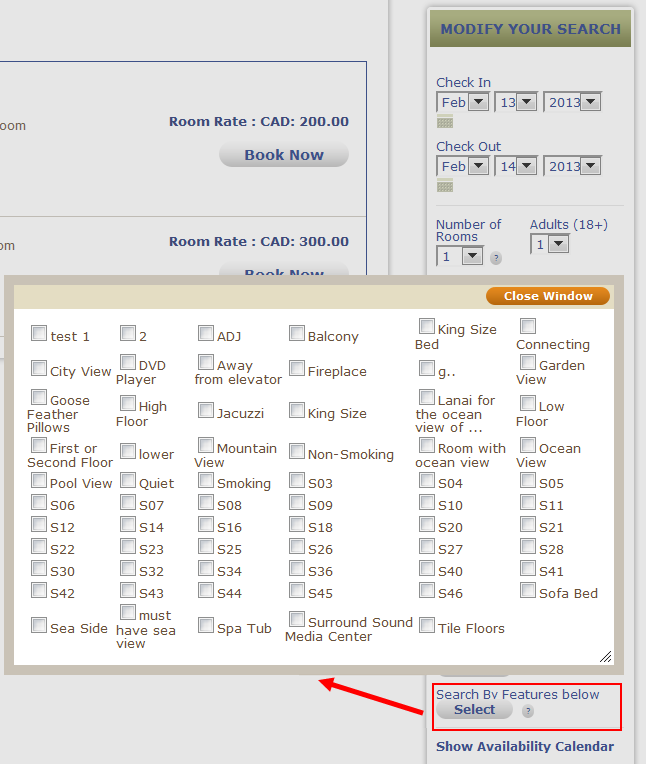 MODIFY YOUR SEARCH
Check In
Feb 13 2013
Check Out
Feb 14 2013
Number of Rooms
Adults (18+)
1 ? 1
oom
Room Rate : CAD: 200.00
Book Now
om
Room Rate : CAD: 300.00
Book Now
Close Window
test 1 2 ADJ Balcony King Size Bed Connecting
City View DVD Player Away from elevator Fireplace g.. Garden View
Goose Feather Pillows High Floor Jacuzzi King Size Lanai for the ocean view of ... Low Floor
First or Second Floor lower Mountain View Non-Smoking Room with ocean view Ocean View
Pool View Quiet Smoking S03 S04 S05
S06 S07 S08 S09 S10 S11
S12 S14 S16 S18 S20 S21
S22 S23 S25 S26 S27 S28
S30 S32 S34 S36 S40 S41
S42 S43 S44 S45 S46 Sofa Bed
Sea Side must have sea view Spa Tub Surround Sound Media Center Tile Floors
Search By Features below
Select ?
Show Availability Calendar